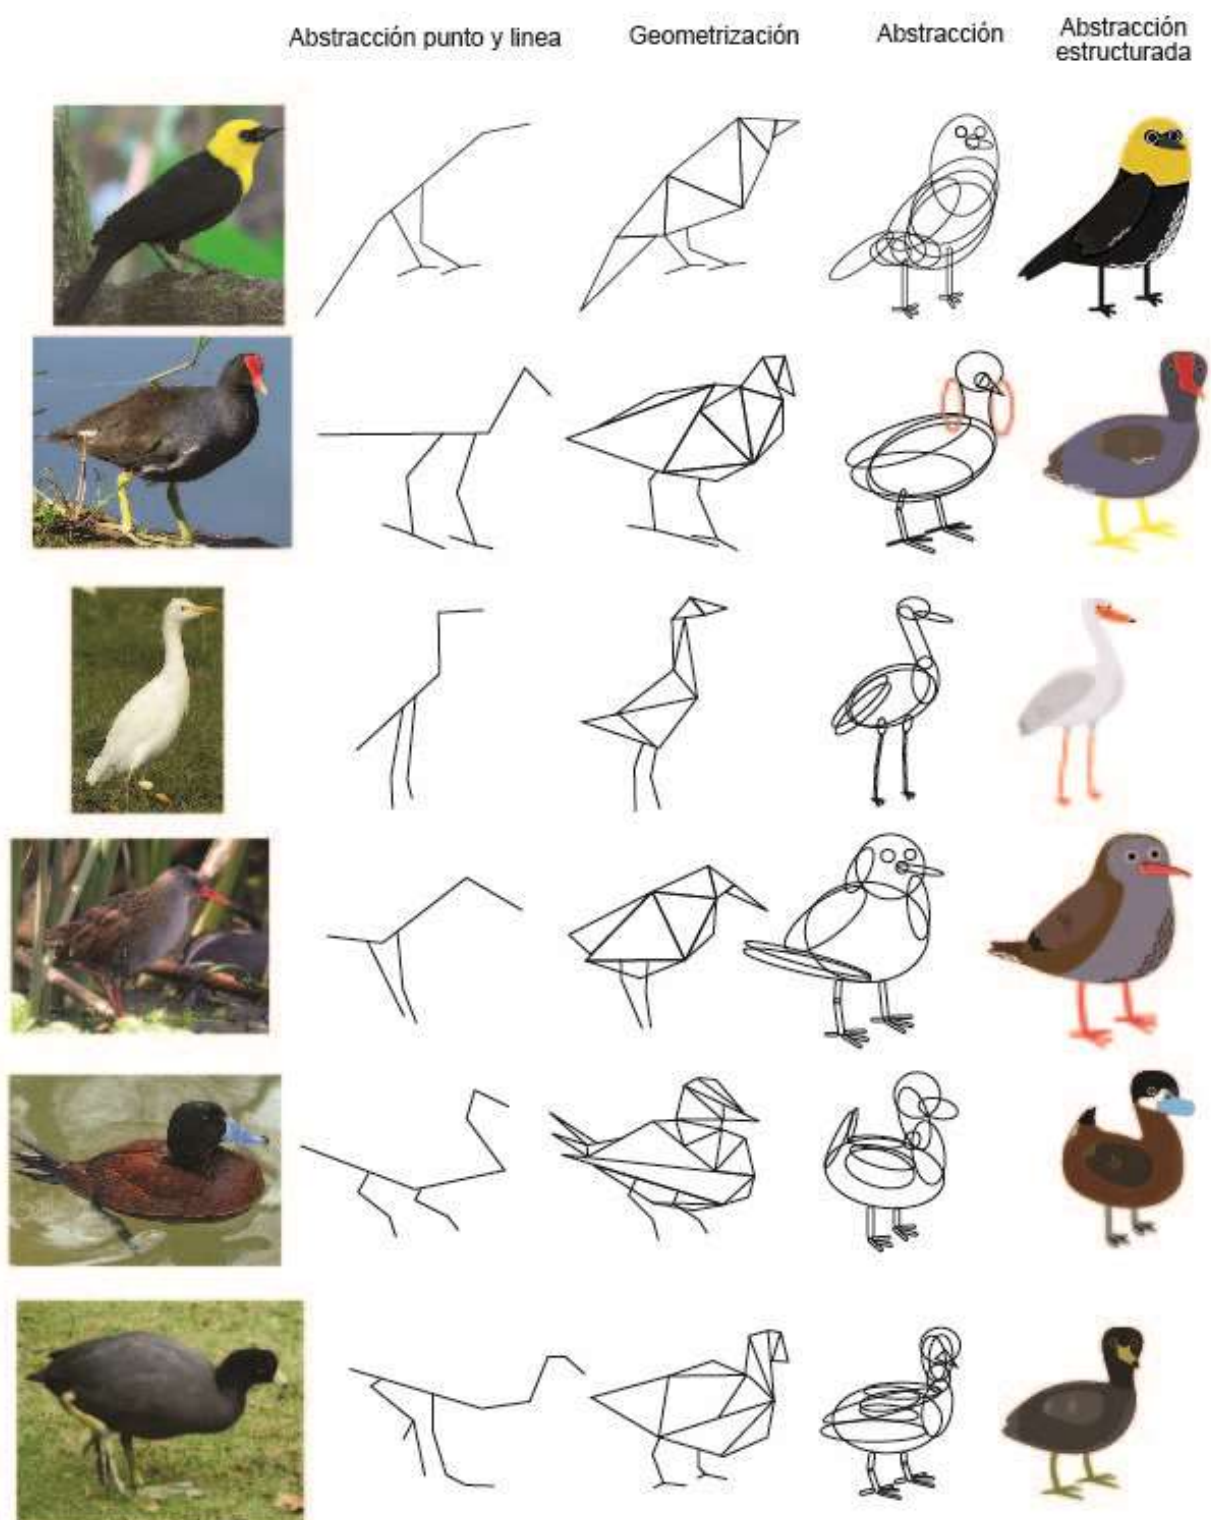 Abstracción punto y linea
Geometrización
Abstracción
Abstracción
estructurada